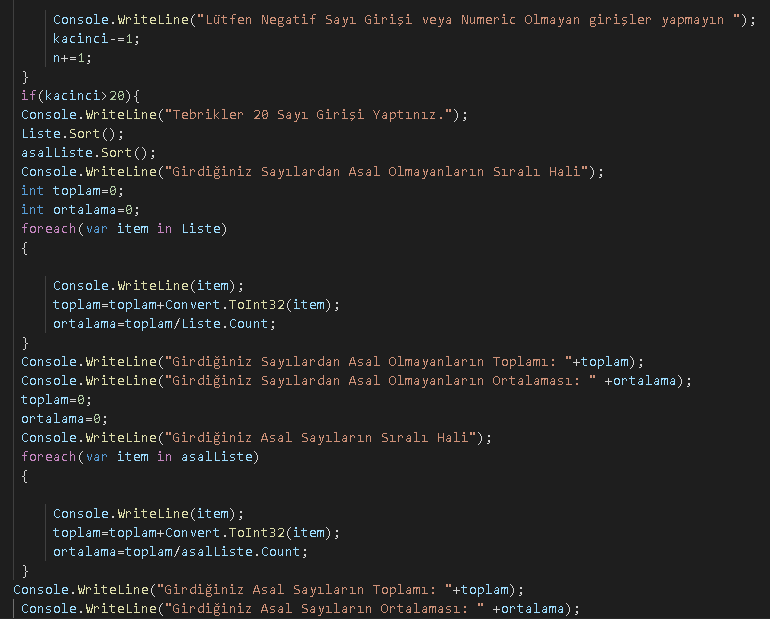 Console.WriteLine("Lütfen Negatif Sayı Girişi veya Numeric Olmayan girişler yapmayın ");
kacinci-=1;
n+=1;
}
if(kacinci>20){
Console.WriteLine("Tebrikler 20 Sayı Girişi Yaptınız.");
Liste.Sort();
asalListe.Sort();
Console.WriteLine("Girdiğiniz Sayılardan Asal Olmayanların Sıralı Hali");
int toplam=0;
int ortalama=0;
foreach(var item in Liste)
{
Console.WriteLine(item);
toplam=toplam+Convert.ToInt32(item);
ortalama=toplam/Liste.Count;
}
Console.WriteLine("Girdiğiniz Sayılardan Asal Olmayanların Toplamı: "+toplam);
Console.WriteLine("Girdiğiniz Sayılardan Asal Olmayanların Ortalaması: " +ortalama);
toplam=0;
ortalama=0;
Console.WriteLine("Girdiğiniz Asal Sayıların Sıralı Hali");
foreach(var item in asalListe)
{
Console.WriteLine(item);
toplam=toplam+Convert.ToInt32(item);
ortalama=toplam/asalListe.Count;
}
Console.WriteLine("Girdiğiniz Asal Sayıların Toplamı: "+toplam);
Console.WriteLine("Girdiğiniz Asal Sayıların Ortalaması: " +ortalama);